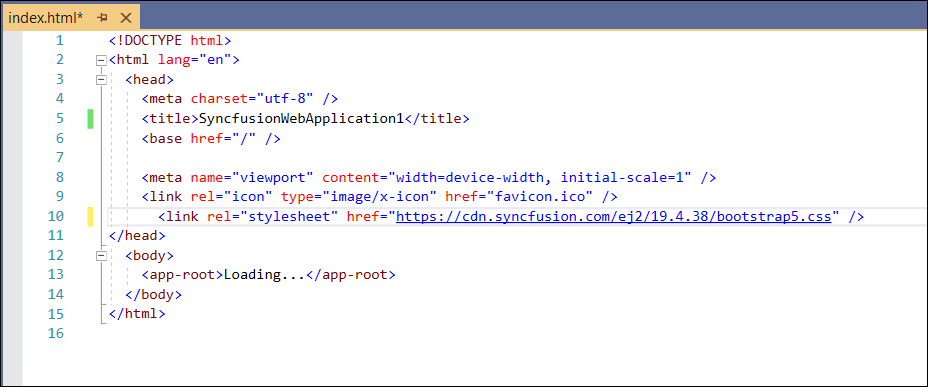 index.html*
1 <!DOCTYPE html>
2 <html lang="en">
3 <head>
4 <meta charset="utf-8" />
5 <title>SyncfusionWebApplication1</title>
6 <base href="/" />
7
8 <meta name="viewport" content="width=device-width, initial-scale=1" />
9 <link rel="icon" type="image/x-icon" href="favicon.ico" />
10 <link rel="stylesheet" href="https://cdn.syncfusion.com/ej2/19.4.38/bootstrap5.css" />
11 </head>
12 <body>
13 <app-root>Loading...</app-root>
14 </body>
15 </html>
16